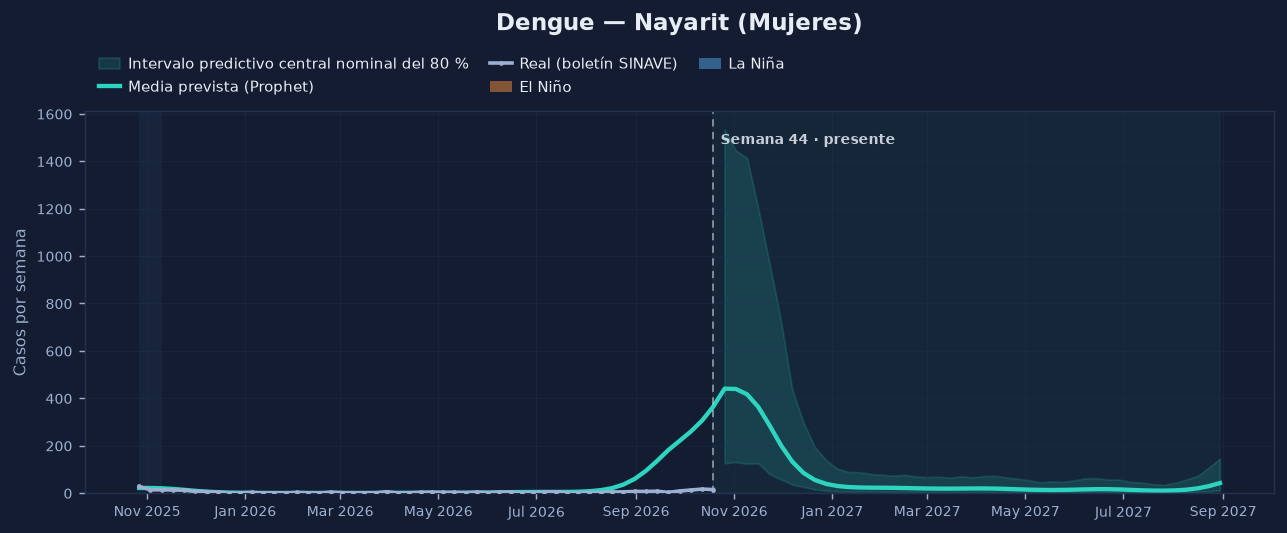 Dengue — Nayarit (Mujeres)
Intervalo predictivo central nominal del 80 %
Real (boletín SINAVE)
La Niña
Media prevista (Prophet)
El Niño
Semana 44 · presente
Casos por semana
1600
1400
1200
1000
800
600
400
200
0
Nov 2025
Jan 2026
Mar 2026
May 2026
Jul 2026
Sep 2026
Nov 2026
Jan 2027
Mar 2027
May 2027
Jul 2027
Sep 2027